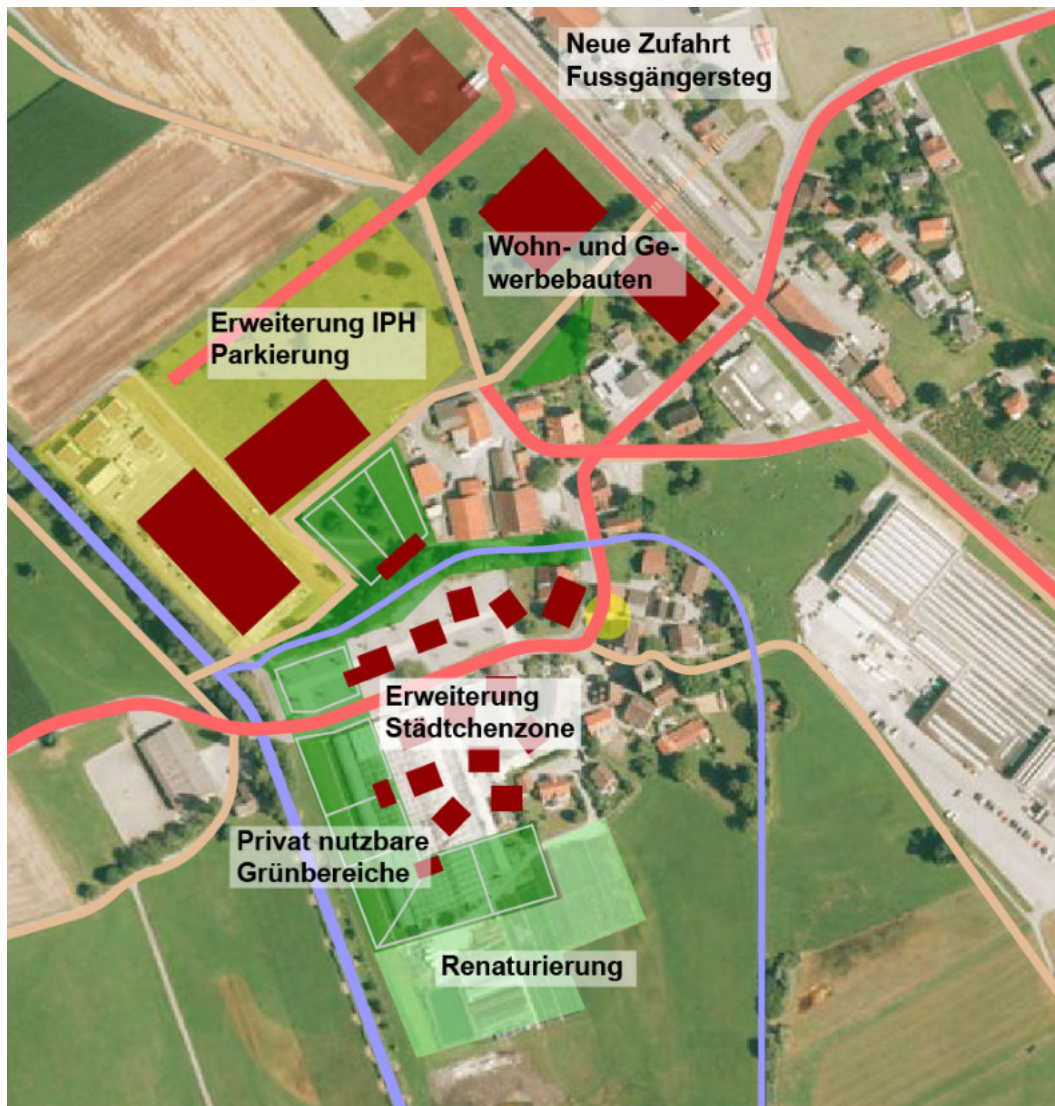 Neue Zufahrt
Fussgängersteg
Wohn- und Ge-
werbebauten
Erweiterung IPH
Parkierung
Erweiterung
Städtchenzone
Privat nutzbare
Grünbereiche
Renaturierung